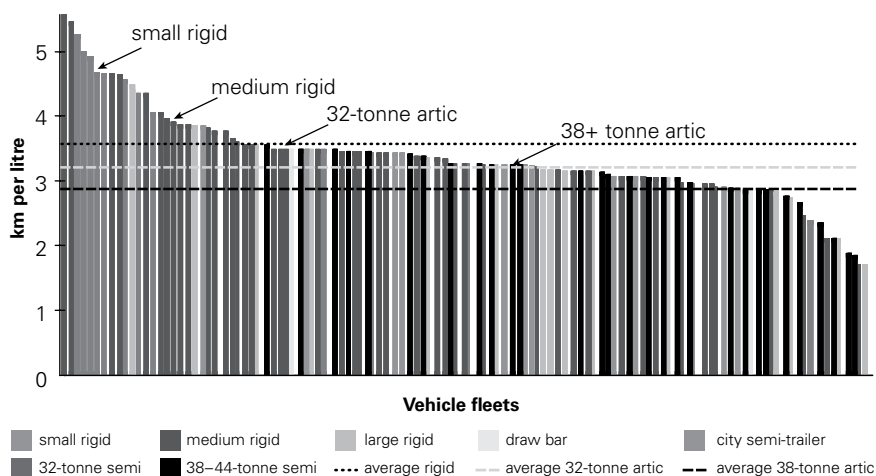 small rigid
5
medium rigid
4
32-tonne artic
38+ tonne artic
3
km per litre
2
1
0
Vehicle fleets
small rigid medium rigid large rigid draw bar city semi-trailer
32-tonne semi 38–44-tonne semi average rigid average 32-tonne artic average 38-tonne artic